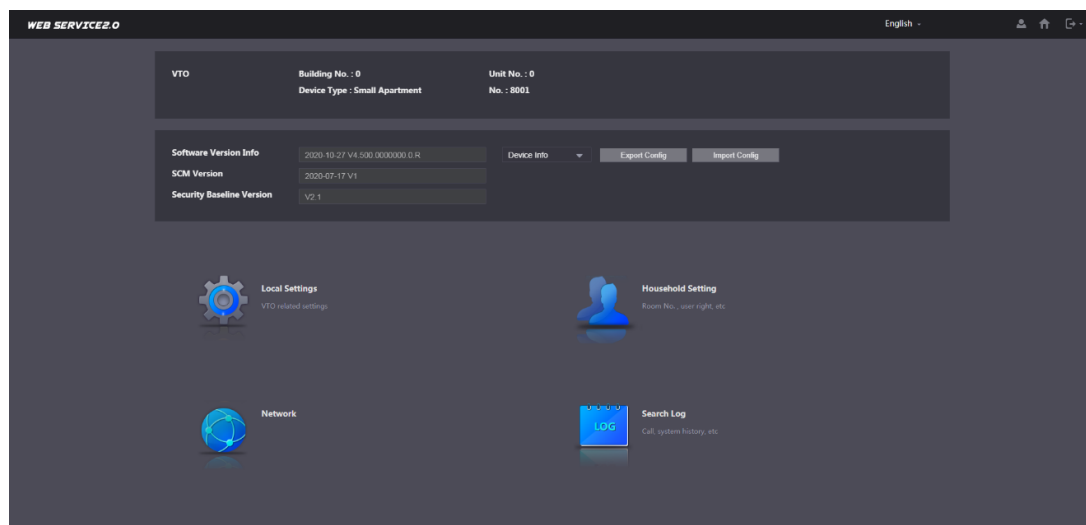 WEB SERVICE2.0 English
VTO Building No. : 0 Unit No. : 0
Device Type : Small Apartment No. : 8001
Software Version Info 2020-10-27 V4.500.0000000.0.R Device Info Export Config Import Config
SCM Version 2020-07-17 V1
Security Baseline Version V2.1
Local Settings Household Setting
VTO related settings Room No. , user right, etc
Network Search Log
LOG Call, system history, etc